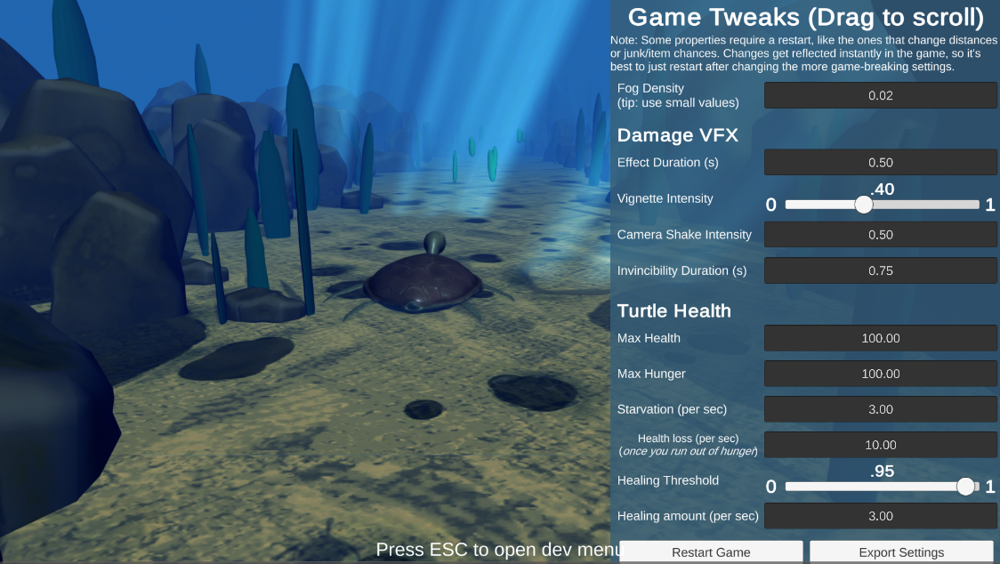 Game Tweaks (Drag to scroll)
Note: Some properties require a restart, like the ones that change distances
or junk/item chances. Changes get reflected instantly in the game, so it's
best to just restart after changing the more game-breaking settings.
Fog Density
(tip: use small values)
0.02
Damage VFX
Effect Duration (s)
0.50
Vignette Intensity
0
.40
1
Camera Shake Intensity
0.50
Invincibility Duration (s)
0.75
Turtle Health
Max Health
100.00
Max Hunger
100.00
Starvation (per sec)
3.00
Health loss (per sec)
(once you run out of hunger)
10.00
Healing Threshold
0
.95
1
Healing amount (per sec)
3.00
Press ESC to open dev menu
Restart Game
Export Settings